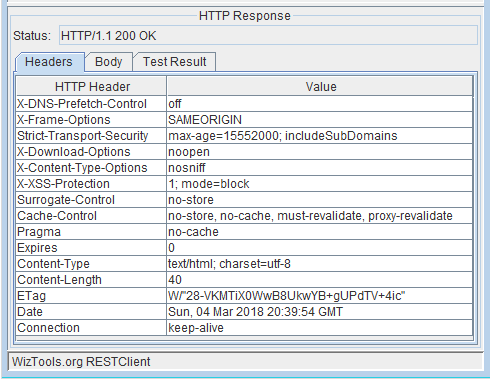 HTTP Response
Status: HTTP/1.1 200 OK
Headers Body Test Result
HTTP Header Value
X-DNS-Prefetch-Control off
X-Frame-Options SAMEORIGIN
Strict-Transport-Security max-age=15552000; includeSubDomains
X-Download-Options noopen
X-Content-Type-Options nosniff
X-XSS-Protection 1; mode=block
Surrogate-Control no-store
Cache-Control no-store, no-cache, must-revalidate, proxy-revalidate
Pragma no-cache
Expires 0
Content-Type text/html; charset=utf-8
Content-Length 40
ETag W/"28-VKMTiX0WwB8UkwYB+gUPdTV+4ic"
Date Sun, 04 Mar 2018 20:39:54 GMT
Connection keep-alive
WizTools.org RESTClient